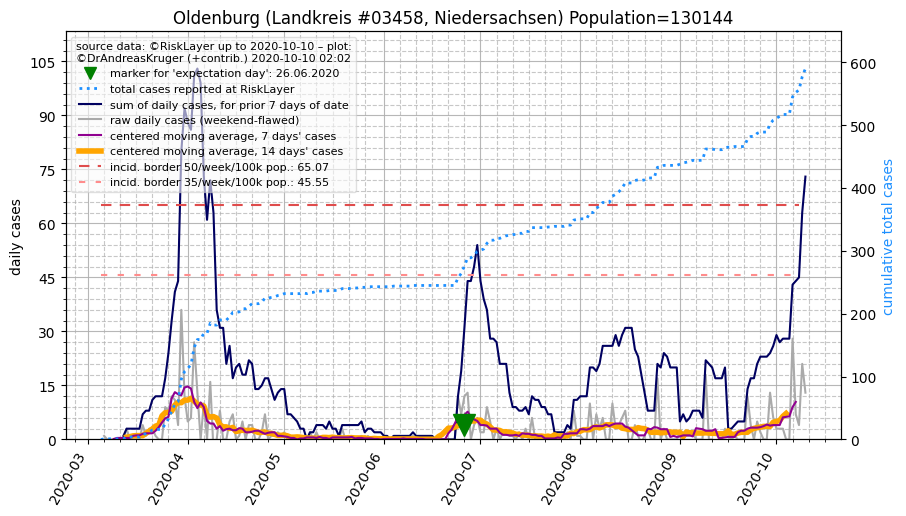 Oldenburg (Landkreis #03458, Niedersachsen) Population=130144
source data: ©RiskLayer up to 2020-10-10 – plot:
©DrAndreasKruger (+contrib.) 2020-10-10 02:02
marker for 'expectation day': 26.06.2020
total cases reported at RiskLayer
sum of daily cases, for prior 7 days of date
raw daily cases (weekend-flawed)
centered moving average, 7 days' cases
centered moving average, 14 days' cases
incid. border 50/week/100k pop.: 65.07
incid. border 35/week/100k pop.: 45.55
daily cases
105
90
75
60
45
30
15
0
cumulative total cases
600
500
400
300
200
100
0
2020-03
2020-04
2020-05
2020-06
2020-07
2020-08
2020-09
2020-10